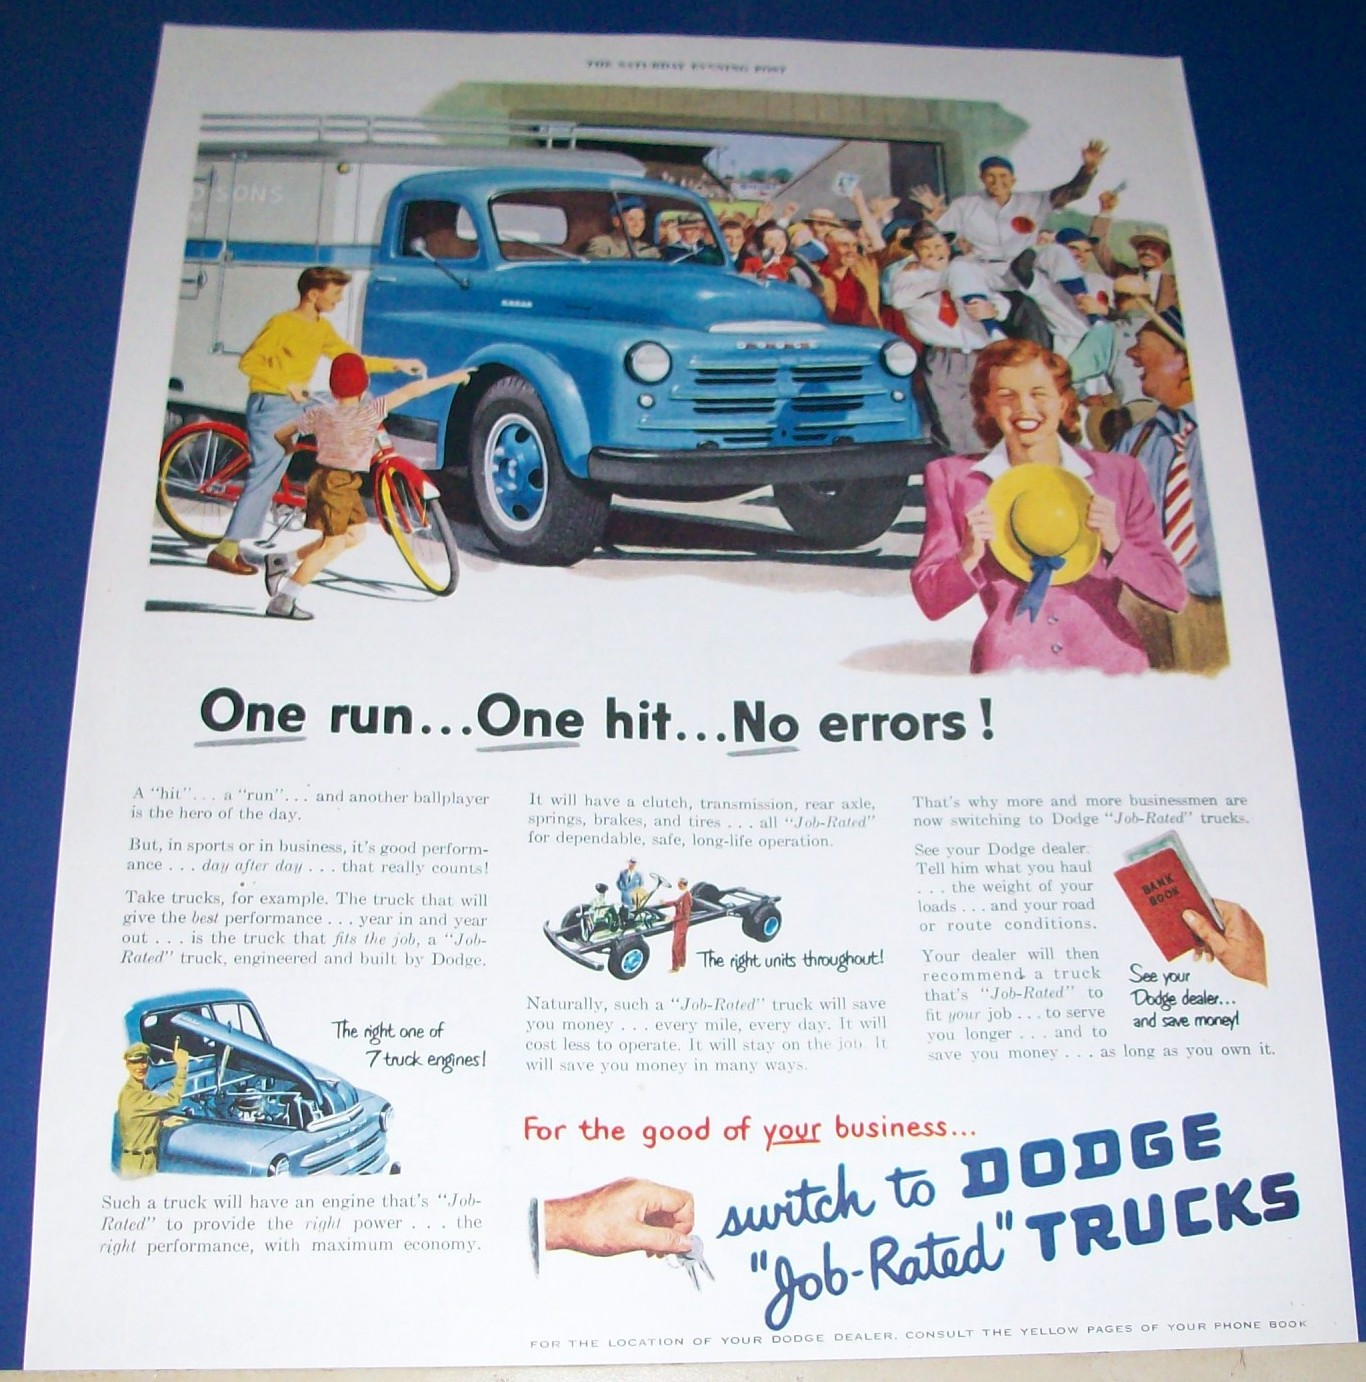 THE SATURDAY EVENING POST
D SONS
DODGE
One run...One hit...No errors!
A "hit"... a "run"... and another ballplayer
is the hero of the day.
But, in sports or in business, it's good perform-
ance . . . day after day . . . that really counts!
Take trucks, for example. The truck that will
give the best performance . . . year in and year
out . . . is the truck that fits the job, a "Job-
Rated" truck, engineered and built by Dodge.
The right one of
7 truck engines!
Such a truck will have an engine that's "Job-
Rated" to provide the right power . . . the
right performance, with maximum economy.
It will have a clutch, transmission, rear axle,
springs, brakes, and tires . . . all "Job-Rated"
for dependable, safe, long-life operation.
The right units throughout!
Naturally, such a "Job-Rated" truck will save
you money . . . every mile, every day. It will
cost less to operate. It will stay on the job. It
will save you money in many ways.
That's why more and more businessmen are
now switching to Dodge "Job-Rated" trucks.
See your Dodge dealer.
Tell him what you haul
. . . the weight of your
loads . . . and your road
or route conditions.
Your dealer will then
recommend a truck
that's "Job-Rated" to
fit your job . . . to serve
you longer . . . and to
save you money . . . as long as you own it.
BANK
BOOK
See your
Dodge dealer...
and save money!
For the good of your business...
switch to DODGE
"Job-Rated" TRUCKS
FOR THE LOCATION OF YOUR DODGE DEALER, CONSULT THE YELLOW PAGES OF YOUR PHONE BOOK